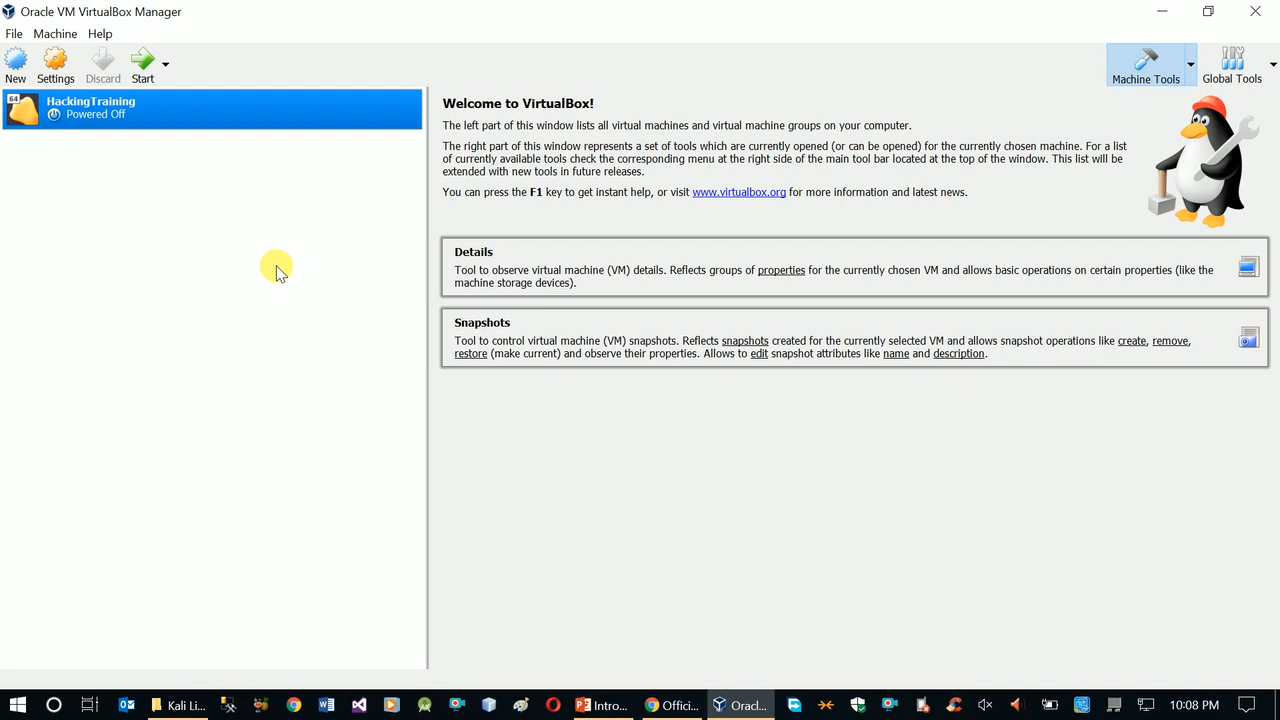 Oracle VM VirtualBox Manager
File Machine Help
New Settings Discard Start
Machine Tools Global Tools
64
HackingTraining
Powered Off
Welcome to VirtualBox!
The left part of this window lists all virtual machines and virtual machine groups on your computer.
The right part of this window represents a set of tools which are currently opened (or can be opened) for the currently chosen machine. For a list
of currently available tools check the corresponding menu at the right side of the main tool bar located at the top of the window. This list will be
extended with new tools in future releases.
You can press the F1 key to get instant help, or visit www.virtualbox.org for more information and latest news.
Details
Tool to observe virtual machine (VM) details. Reflects groups of properties for the currently chosen VM and allows basic operations on certain properties (like the
machine storage devices).
Snapshots
Tool to control virtual machine (VM) snapshots. Reflects snapshots created for the currently selected VM and allows snapshot operations like create, remove,
restore (make current) and observe their properties. Allows to edit snapshot attributes like name and description.
Kali Li... Intro... Offici... Oracl... 10:08 PM